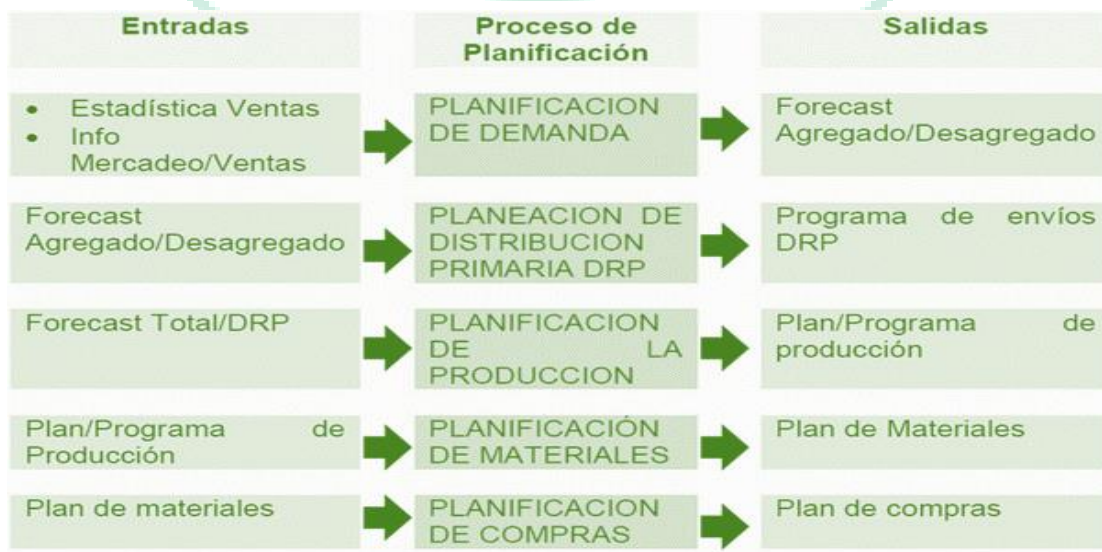 Entradas
Proceso de
Planificación
Salidas
• Estadística Ventas
• Info
Mercadeo/Ventas
PLANIFICACION
DE DEMANDA
Forecast
Agregado/Desagregado
Forecast
Agregado/Desagregado
PLANEACION DE
DISTRIBUCION
PRIMARIA DRP
Programa de envíos
DRP
Forecast Total/DRP
PLANIFICACION
DE LA
PRODUCCION
Plan/Programa de
producción
Plan/Programa de
Producción
PLANIFICACIÓN
DE MATERIALES
Plan de Materiales
Plan de materiales
PLANIFICACION
DE COMPRAS
Plan de compras